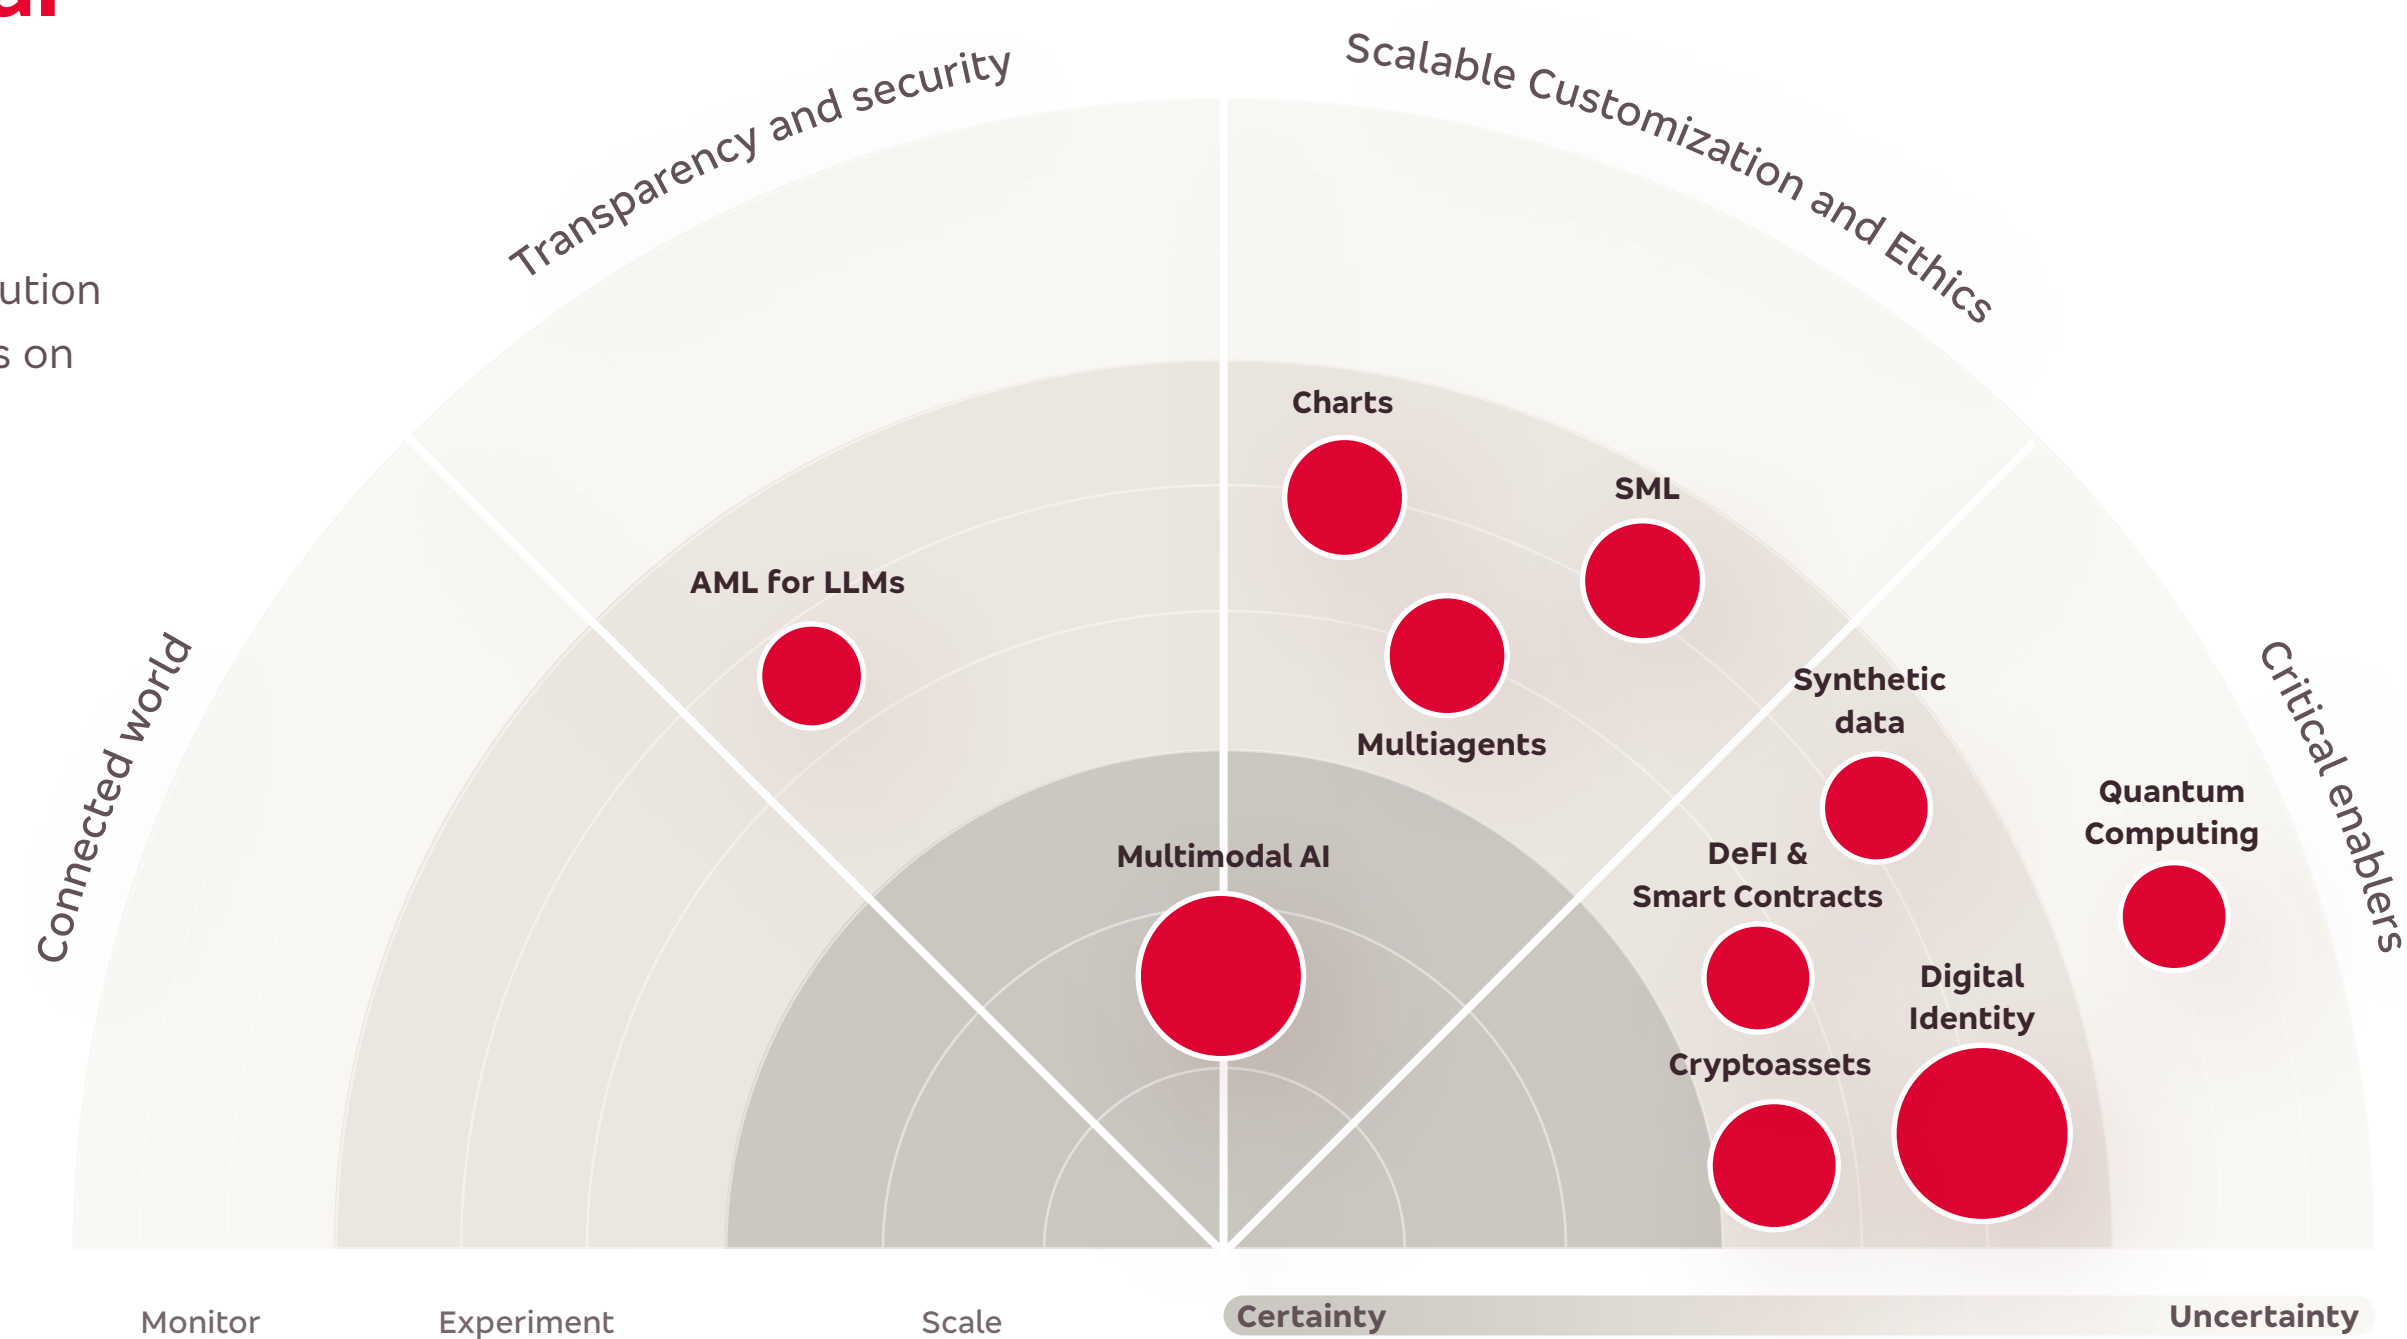 ution
s on
Transparency and security
Scalable Customization and Ethics
Connected world
Critical enablers
Charts
SML
AML for LLMs
Multiagents
Synthetic
data
Quantum
Computing
Multimodal AI
DeFI &
Smart Contracts
Digital
Identity
Cryptoassets
Monitor
Experiment
Scale
Certainty
Uncertainty